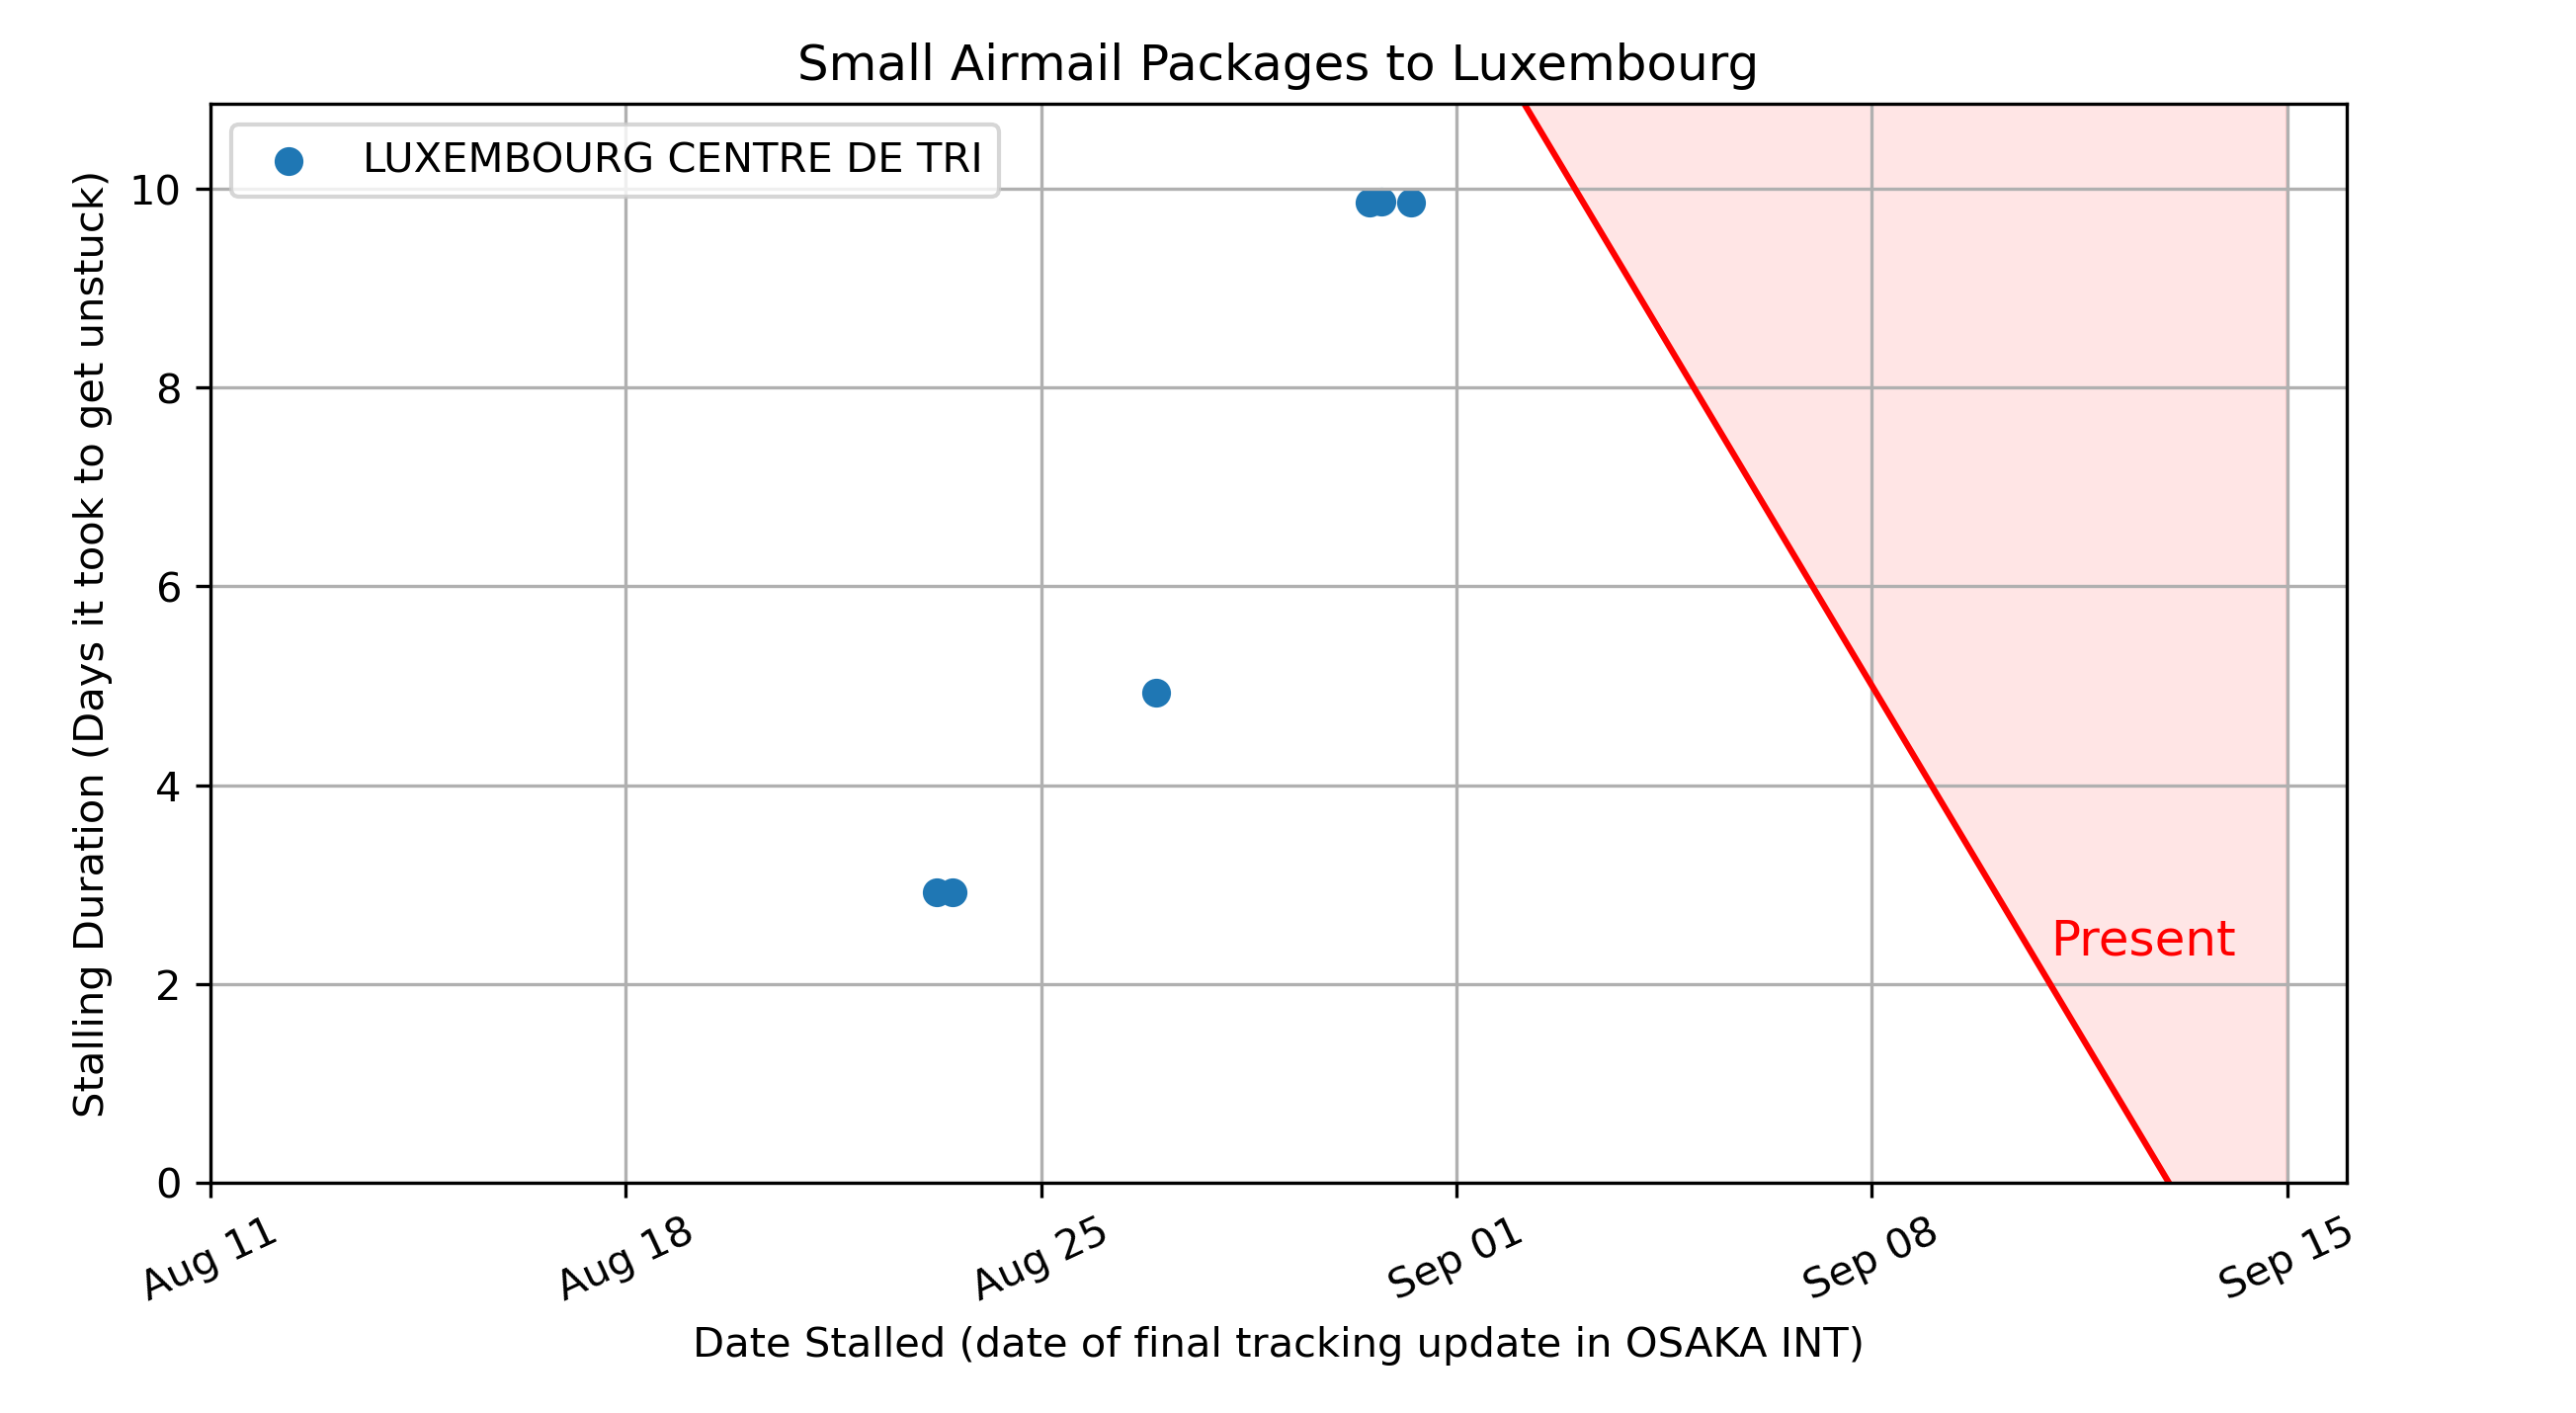 Small Airmail Packages to Luxembourg
LUXEMBOURG CENTRE DE TRI
Stalling Duration (Days it took to get unstuck)
10
8
6
4
2
0
Present
Aug 11
Aug 18
Aug 25
Sep 01
Sep 08
Sep 15
Date Stalled (date of final tracking update in OSAKA INT)